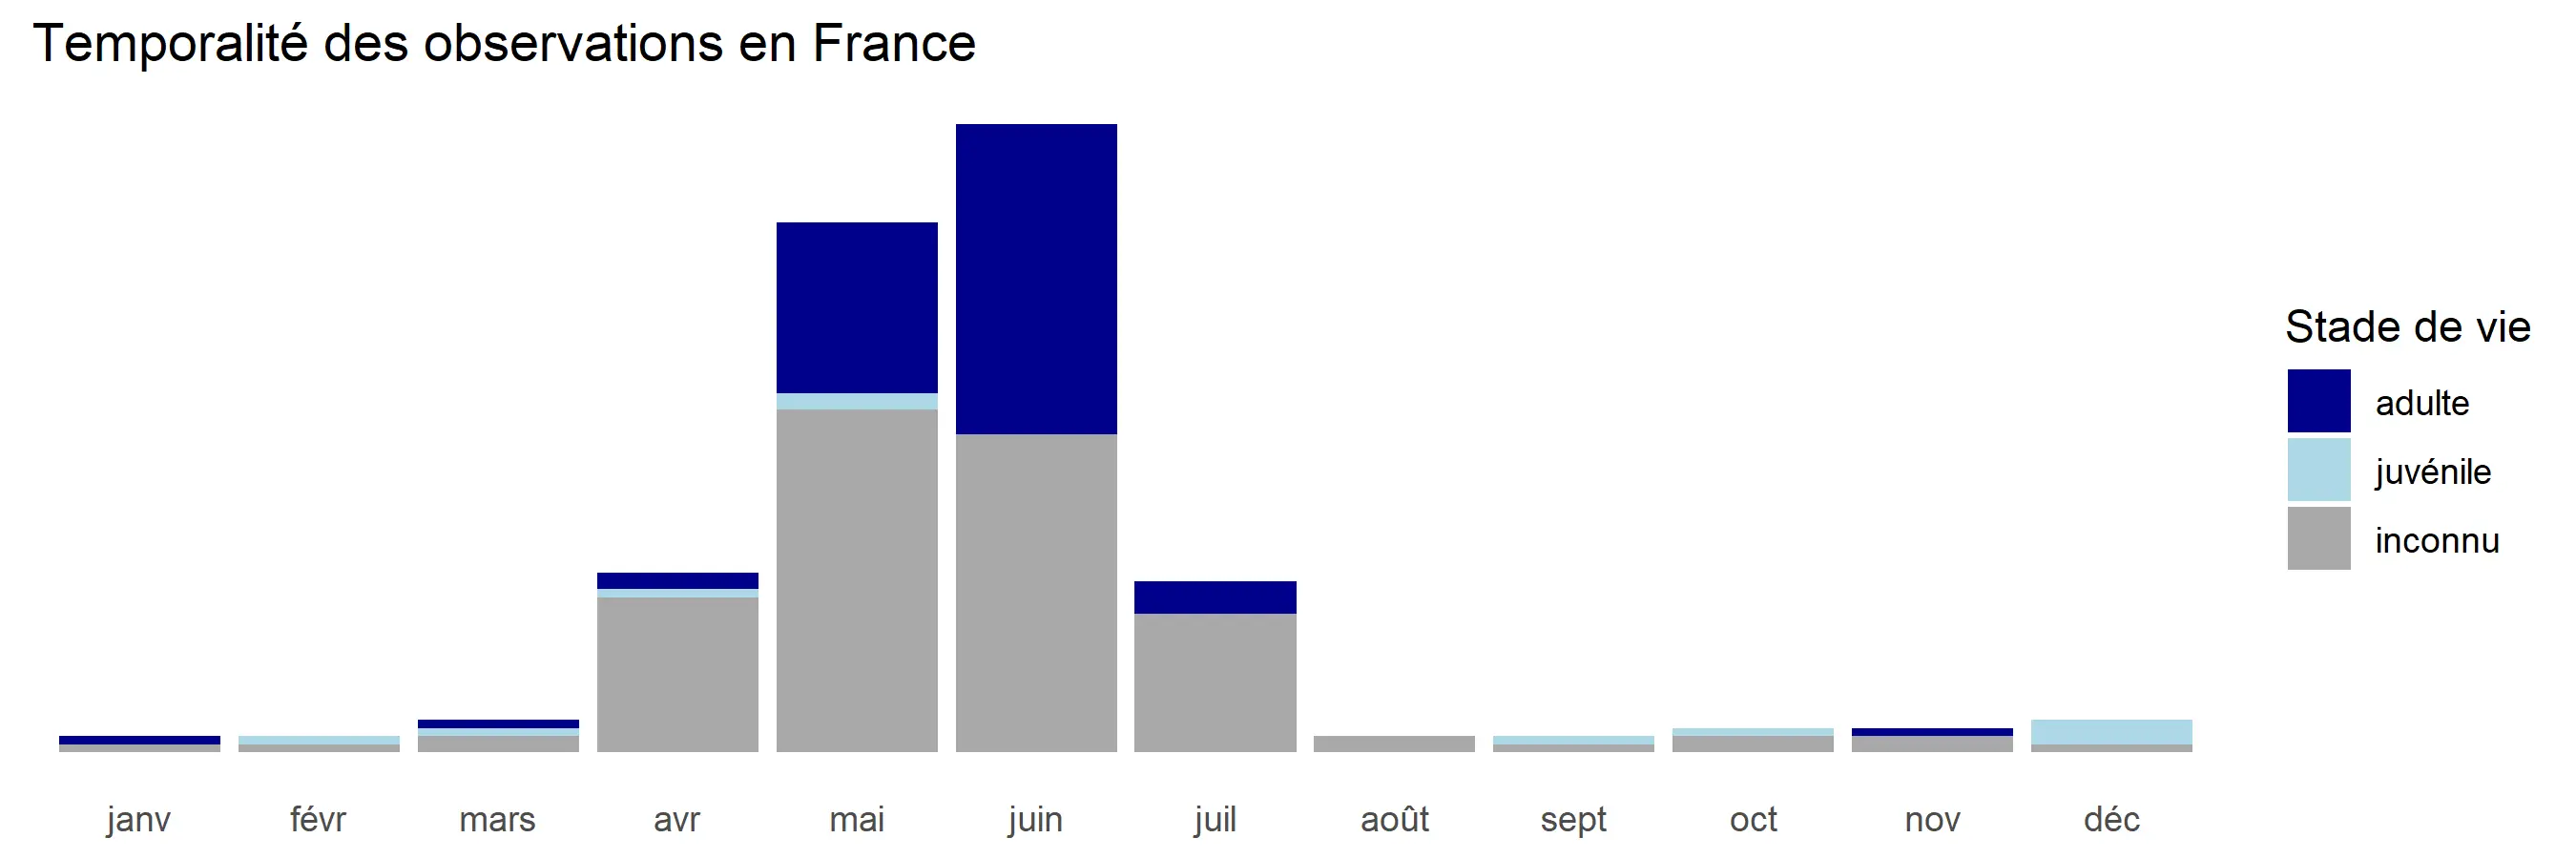 Temporalité des observations en France
Stade de vie
adulte
juvénile
inconnu
janv févr mars avr mai juin juil août sept oct nov déc